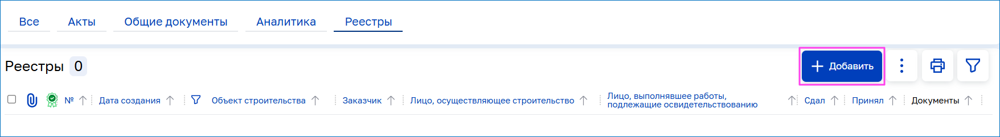 Все Акты Общие документы Аналитика Реестры
Реестры 0
Добавить
№ Дата создания Объект строительства Заказчик Лицо, осуществляющее строительство Лицо, выполнявшее работы,
подлежащие освидетельствованию Сдал Принял Документы